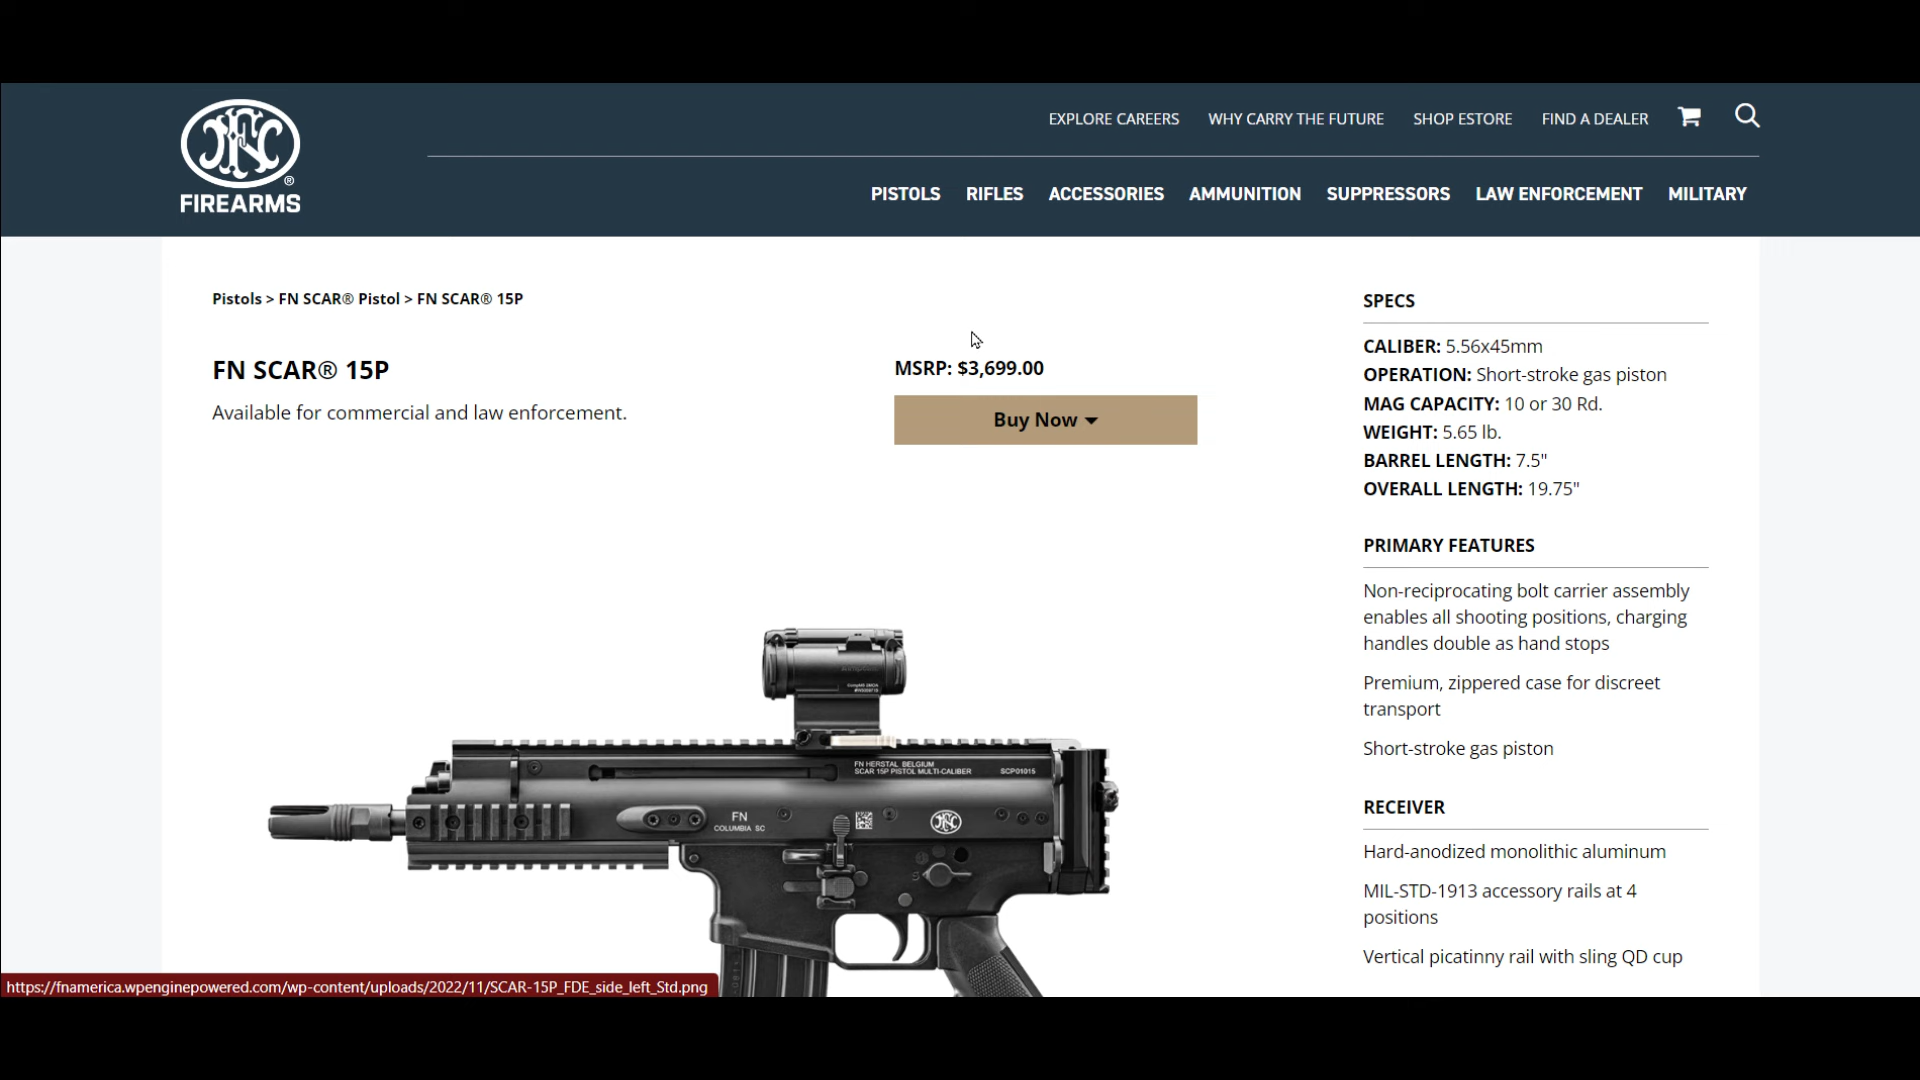 FIREARMS
EXPLORE CAREERS WHY CARRY THE FUTURE SHOP ESTORE FIND A DEALER
PISTOLS RIFLES ACCESSORIES AMMUNITION SUPPRESSORS LAW ENFORCEMENT MILITARY
Pistols > FN SCAR® Pistol > FN SCAR® 15P
FN SCAR® 15P
Available for commercial and law enforcement.
MSRP: $3,699.00
Buy Now
FN HERSTAL BELGIUM
SCAR 15P PISTOL MULTI-CALIBER SCP01015
FN
COLUMBIA SC
SPECS
CALIBER: 5.56x45mm
OPERATION: Short-stroke gas piston
MAG CAPACITY: 10 or 30 Rd.
WEIGHT: 5.65 lb.
BARREL LENGTH: 7.5"
OVERALL LENGTH: 19.75"
PRIMARY FEATURES
Non-reciprocating bolt carrier assembly
enables all shooting positions, charging
handles double as hand stops
Premium, zippered case for discreet
transport
Short-stroke gas piston
RECEIVER
Hard-anodized monolithic aluminum
MIL-STD-1913 accessory rails at 4
positions
Vertical picatinny rail with sling QD cup
https://fnamerica.wpenginepowered.com/wp-content/uploads/2022/11/SCAR-15P_FDE_side_left_Std.png